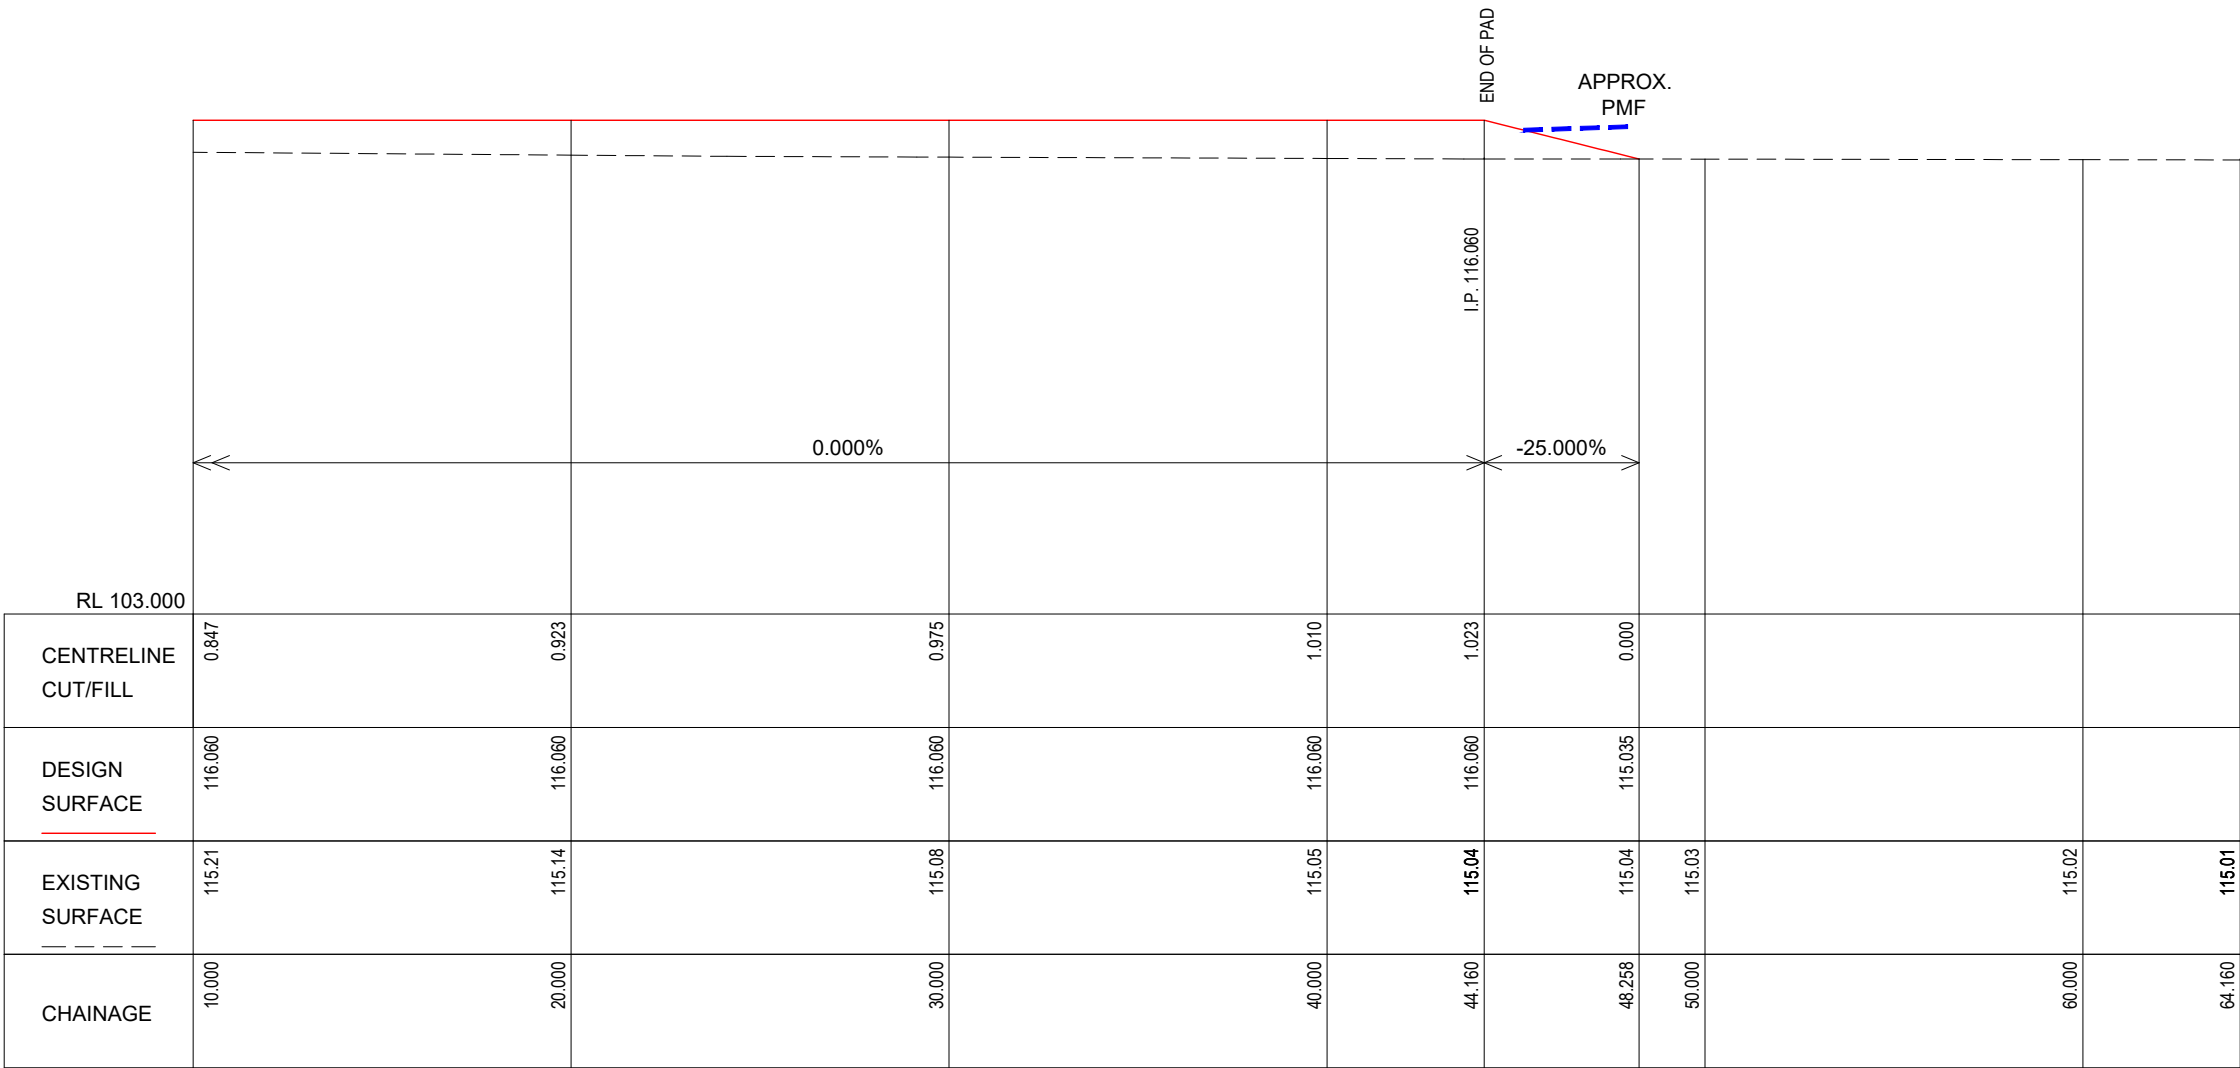 END OF PAD
APPROX.
PMF
I.P. 116.060
0.000%
-25.000%
RL 103.000
CENTRELINE
CUT/FILL
0.847 0.923 0.975 1.010 1.023 0.000
DESIGN
SURFACE
116.060 116.060 116.060 116.060 116.060 115.035
EXISTING
SURFACE
115.21 115.14 115.08 115.05 115.04 115.04 115.03 115.02 115.01
CHAINAGE
10.000 20.000 30.000 40.000 44.160 48.258 50.000 60.000 64.160